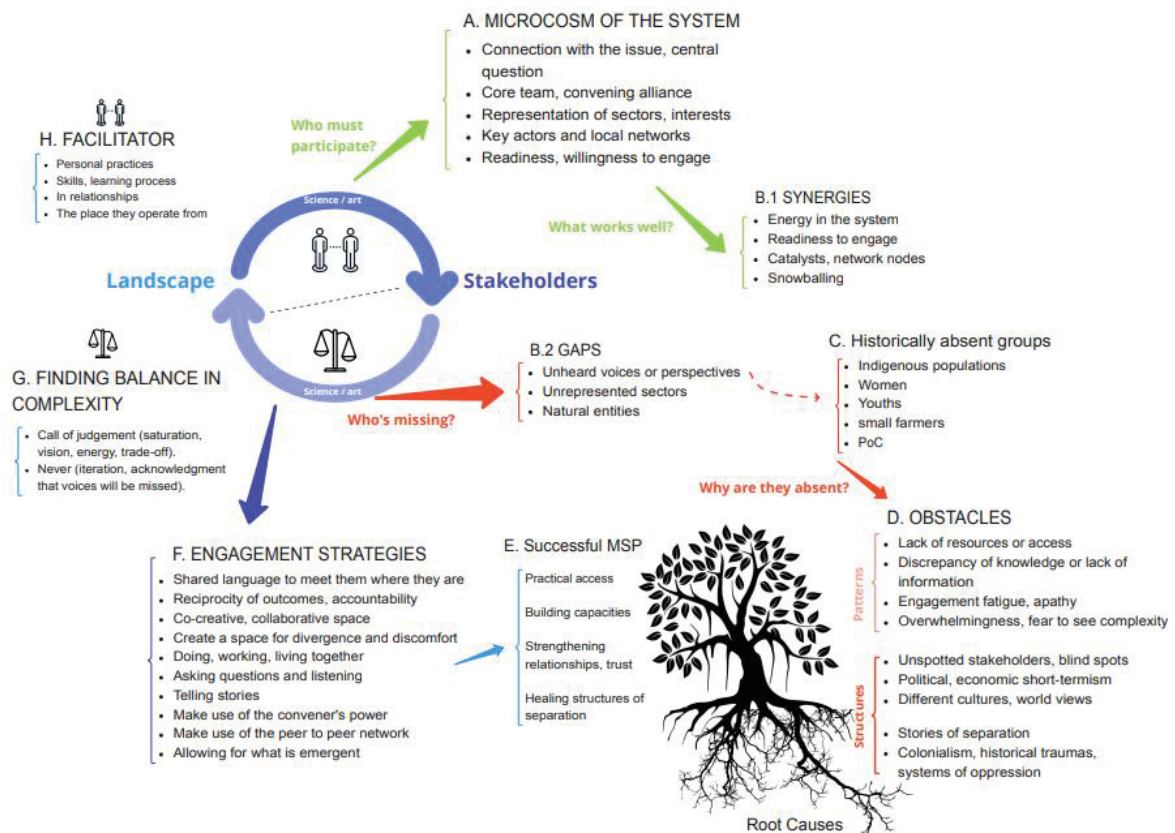 A. MICROCOSM OF THE SYSTEM
• Connection with the issue, central
question
• Core team, convening alliance
• Representation of sectors, interests
• Key actors and local networks
• Readiness, willingness to engage
Who must
participate?
H. FACILITATOR
• Personal practices
• Skills, learning process
• In relationships
• The place they operate from
Science / art
Landscape
Stakeholders
Science / art
What works well?
B.1 SYNERGIES
• Energy in the system
• Readiness to engage
• Catalysts, network nodes
• Snowballing
G. FINDING BALANCE IN
COMPLEXITY
• Call of judgement (saturation,
vision, energy, trade-off).
• Never (iteration, acknowledgment
that voices will be missed).
Who's missing?
B.2 GAPS
• Unheard voices or perspectives
• Unrepresented sectors
• Natural entities
C. Historically absent groups
• Indigenous populations
• Women
• Youths
• small farmers
• PoC
Why are they absent?
F. ENGAGEMENT STRATEGIES
• Shared language to meet them where they are
• Reciprocity of outcomes, accountability
• Co-creative, collaborative space
• Create a space for divergence and discomfort
• Doing, working, living together
• Asking questions and listening
• Telling stories
• Make use of the convener's power
• Make use of the peer to peer network
• Allowing for what is emergent
E. Successful MSP
Practical access
Building capacities
Strengthening
relationships, trust
Healing structures of
separation
D. OBSTACLES
Patterns
• Lack of resources or access
• Discrepancy of knowledge or lack of
information
• Engagement fatigue, apathy
• Overwhelmingness, fear to see complexity
Structures
• Unspotted stakeholders, blind spots
• Political, economic short-termism
• Different cultures, world views
• Stories of separation
• Colonialism, historical traumas,
systems of oppression
Root Causes